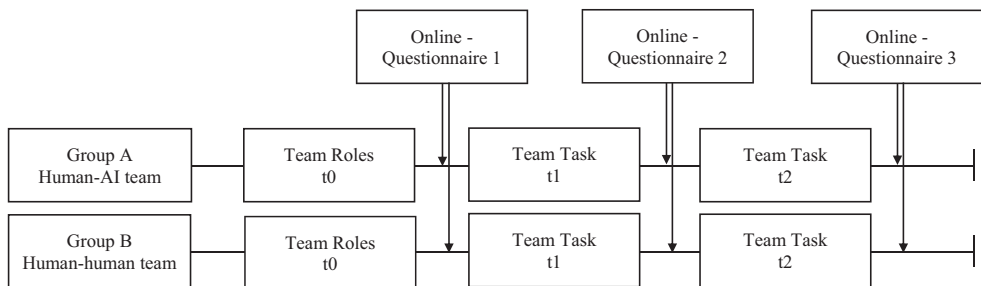 Online -
Questionnaire 1
Online -
Questionnaire 2
Online -
Questionnaire 3
Group A
Human-AI team
Team Roles
t0
Team Task
t1
Team Task
t2
Group B
Human-human team
Team Roles
t0
Team Task
t1
Team Task
t2